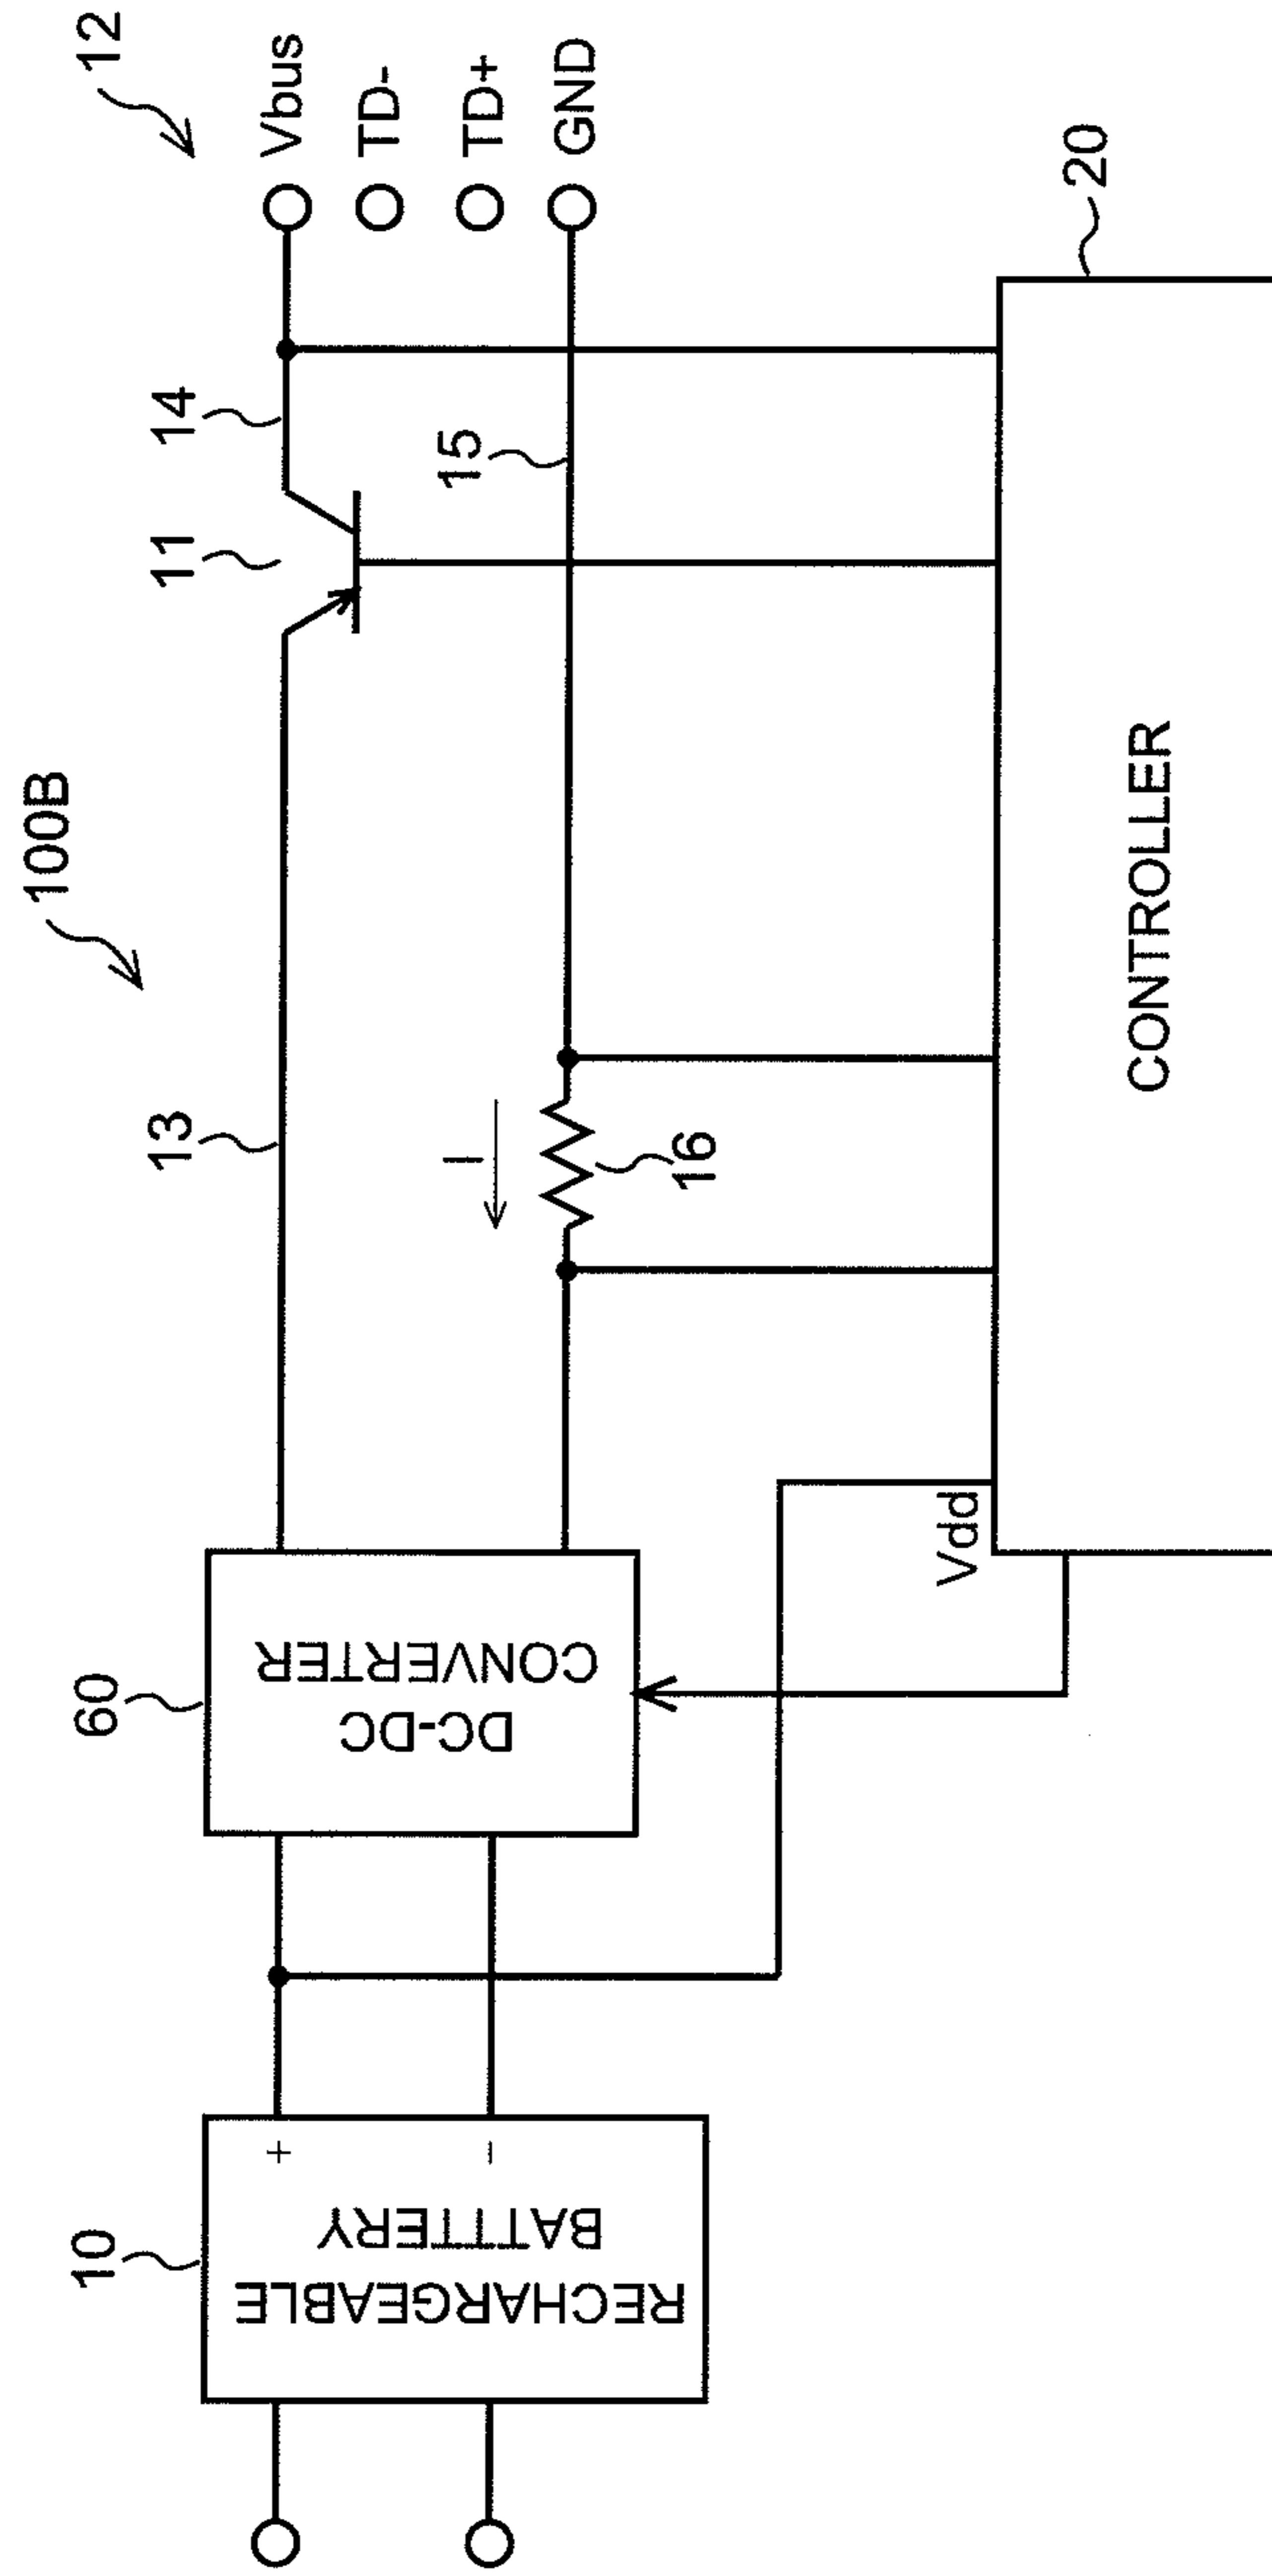 100B
12
10
60
13
11
14
RECHARGEABLE
BATTTERY
+
-
DC-DC
CONVERTER
I
16
15
Vbus
TD-
TD+
GND
Vdd
CONTROLLER
20